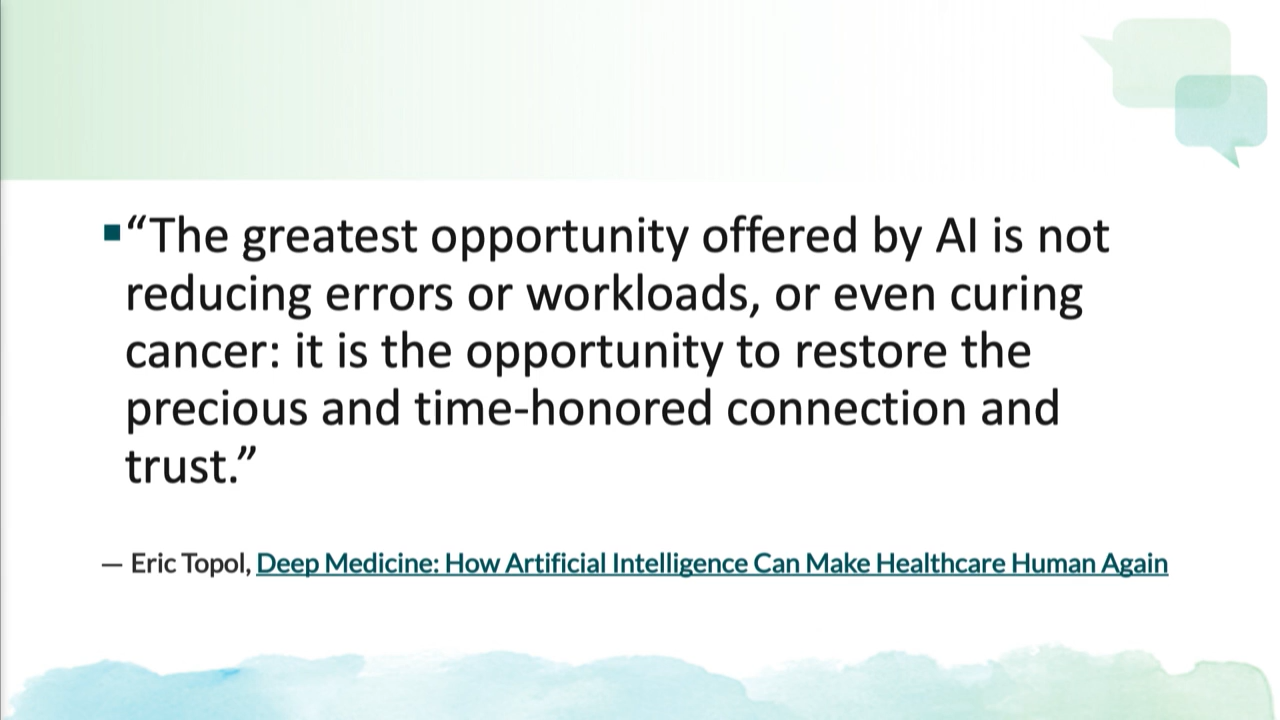 ▪“The greatest opportunity offered by AI is not
reducing errors or workloads, or even curing
cancer: it is the opportunity to restore the
precious and time-honored connection and
trust.”
— Eric Topol, Deep Medicine: How Artificial Intelligence Can Make Healthcare Human Again